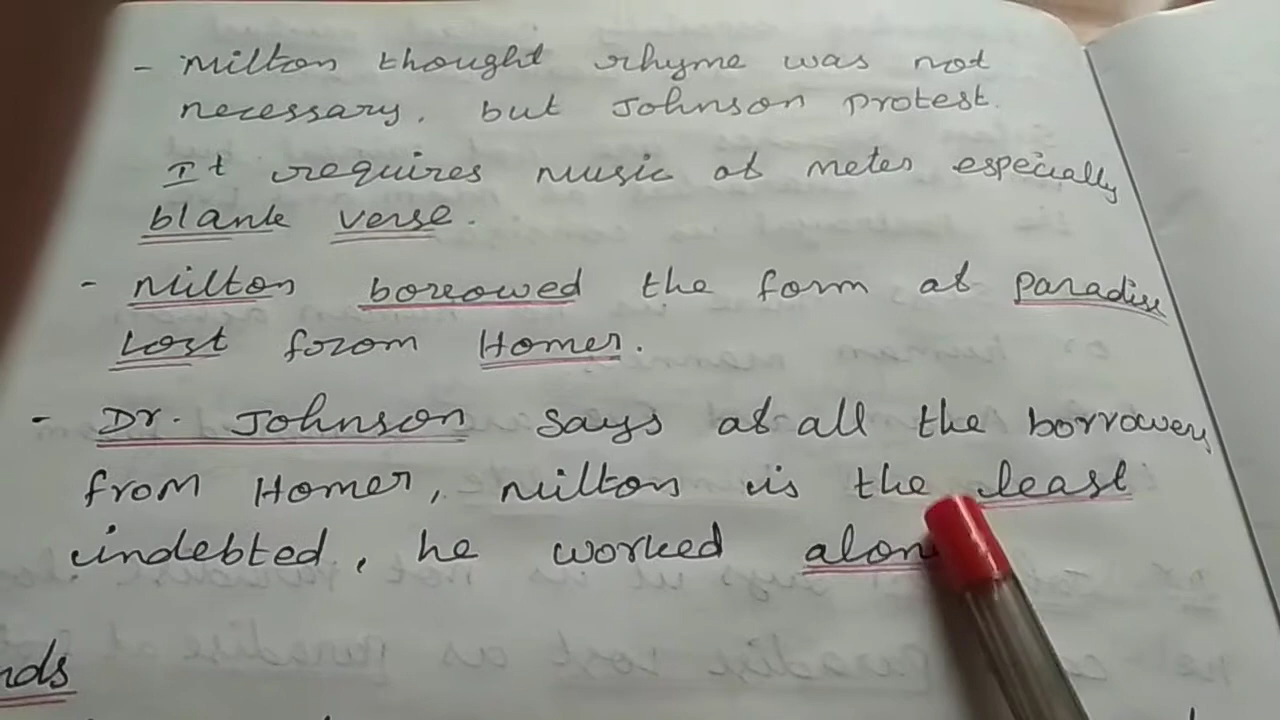 - Milton thought rhyme was not
necessary, but Johnson protest.
It requires music of meter especially
blank verse.
- Milton borrowed the form of paradise
Lost from Homer.
- Dr. Johnson says of all the borrowers
from Homer, Milton is the least
indebted, he worked alon
nds